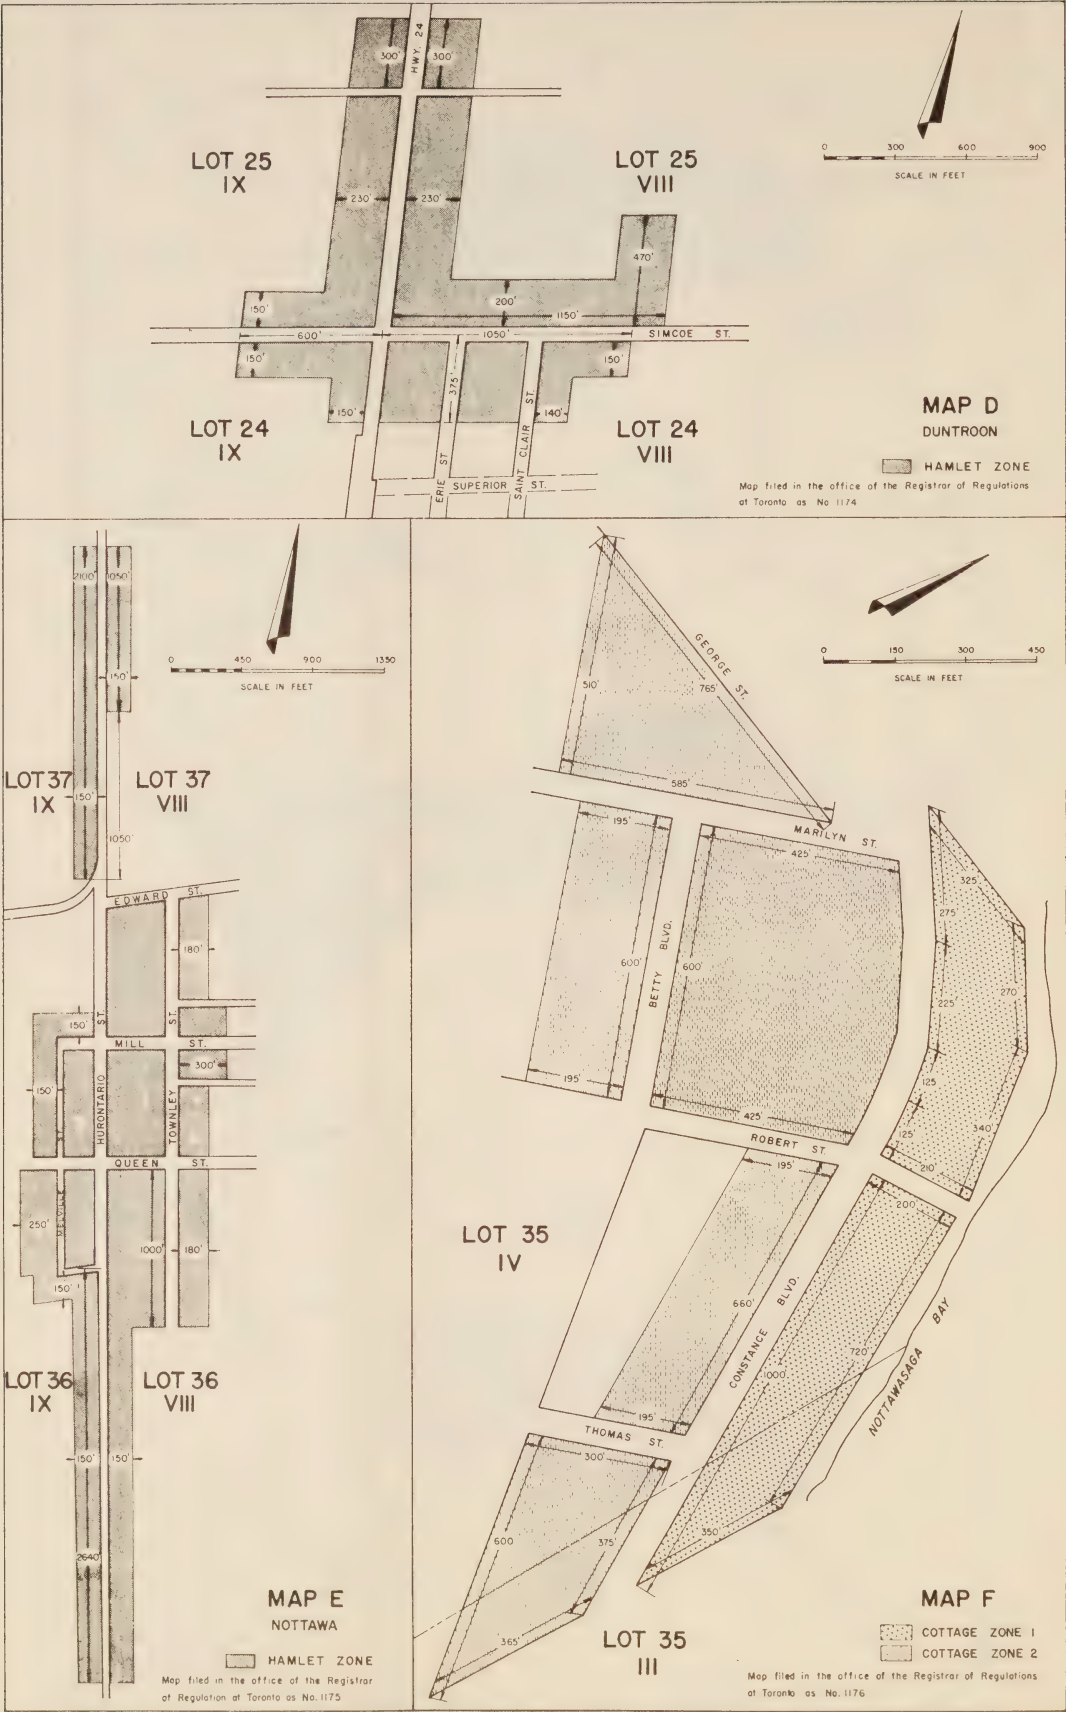 HWY. 24
300'
300'
LOT 25
IX
LOT 25
VIII
0 300 600 900
SCALE IN FEET
230'
230'
470'
150'
200'
1150'
600'
1050'
SIMCOE ST.
150'
375'
150'
150'
140'
LOT 24
IX
LOT 24
VIII
ERIE ST
SAINT CLAIR ST.
SUPERIOR ST.
MAP D
DUNTROON
HAMLET ZONE
Map filed in the office of the Registrar of Regulations
at Toronto as No 1174
2100'
1050'
0 450 900 1350
SCALE IN FEET
150'
LOT 37
IX
LOT 37
VIII
150'
1050'
EDWARD ST.
180'
150'
ST.
ST.
MILL ST.
300'
150'
HURONTARIO
TOWNLEY
ST.
QUEEN ST.
MELVILLE
250'
1000'
180'
150'
LOT 36
IX
LOT 36
VIII
150'
150'
2640'
MAP E
NOTTAWA
HAMLET ZONE
Map filed in the office of the Registrar
of Regulation at Toronto as No. 1175
GEORGE ST.
0 150 300 450
SCALE IN FEET
510'
765'
585'
195'
MARILYN ST.
425'
325'
275'
BETTY BLVD.
600'
600'
225'
270'
125'
195'
425'
125'
340'
ROBERT ST.
210'
195'
200'
LOT 35
IV
660'
CONSTANCE BLVD.
1000'
720'
NOTTAWASAGA BAY
195'
THOMAS ST.
300'
600
375'
350'
365'
LOT 35
III
MAP F
COTTAGE ZONE 1
COTTAGE ZONE 2
Map filed in the office of the Registrar of Regulations
at Toronto as No. 1176